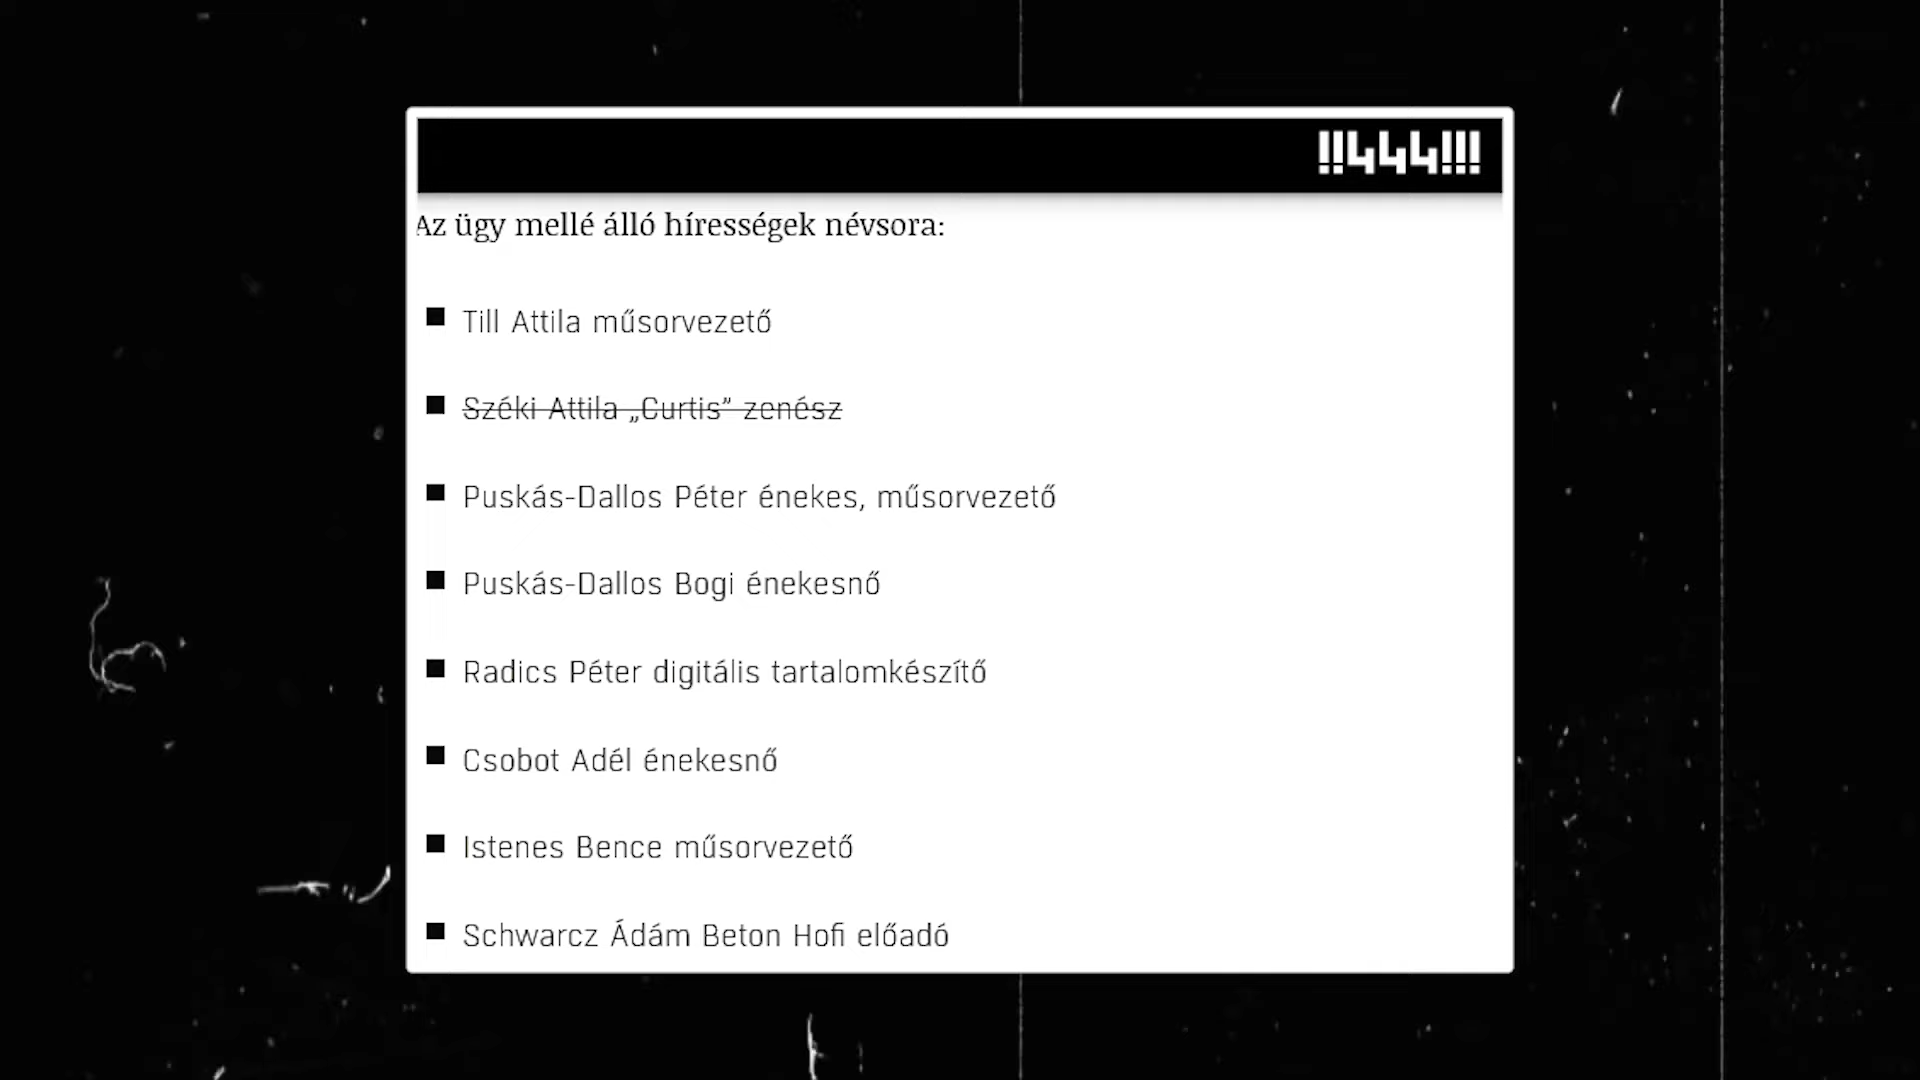 !!444!!!
Az ügy mellé álló hírességek névsora:
Till Attila műsorvezető
Széki Attila „Curtis” zenész
Puskás-Dallos Péter énekes, műsorvezető
Puskás-Dallos Bogi énekesnő
Radics Péter digitális tartalomkészítő
Csobot Adél énekesnő
Istenes Bence műsorvezető
Schwarcz Ádám Beton Hofi előadó